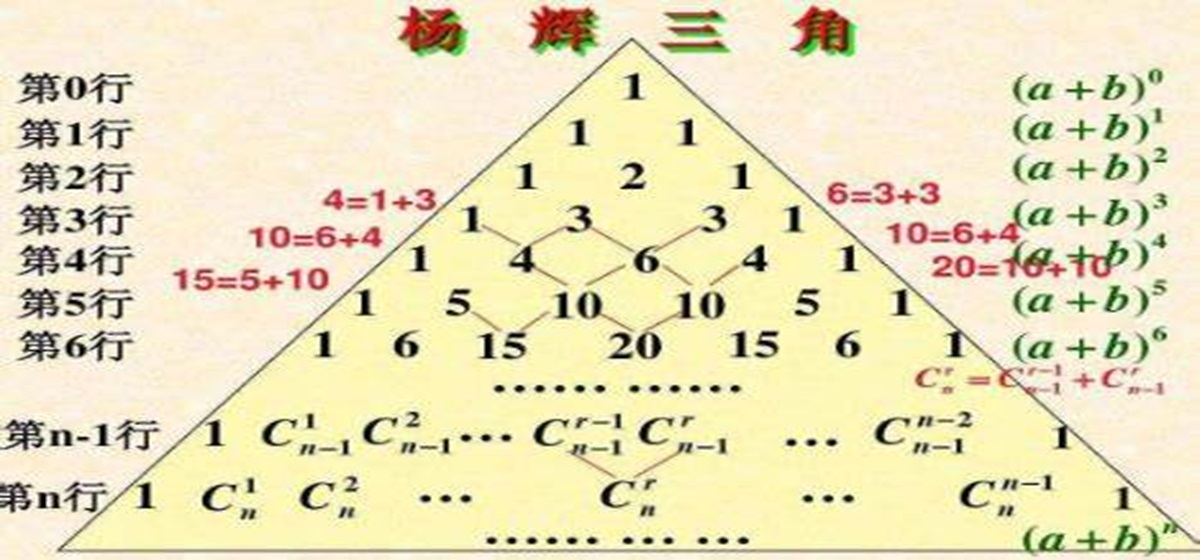 杨 辉 三 角
第0行 1 (a+b)^0
第1行 1 1 (a+b)^1
第2行 1 2 1 (a+b)^2
4=1+3 6=3+3
第3行 1 3 3 1 (a+b)^3
10=6+4 10=6+4
第4行 1 4 6 4 1 (a+b)^4
15=5+10 20=10+10
第5行 1 5 10 10 5 1 (a+b)^5
第6行 1 6 15 20 15 6 1 (a+b)^6
C_n^r = C_{n-1}^{r-1} + C_{n-1}^r
…… ……
第n-1行 1 C_{n-1}^1 C_{n-1}^2 … C_{n-1}^{r-1} C_{n-1}^r … C_{n-1}^{n-2} 1
第n行 1 C_n^1 C_n^2 … C_n^r … C_n^{n-1} 1
…… … … (a+b)^n